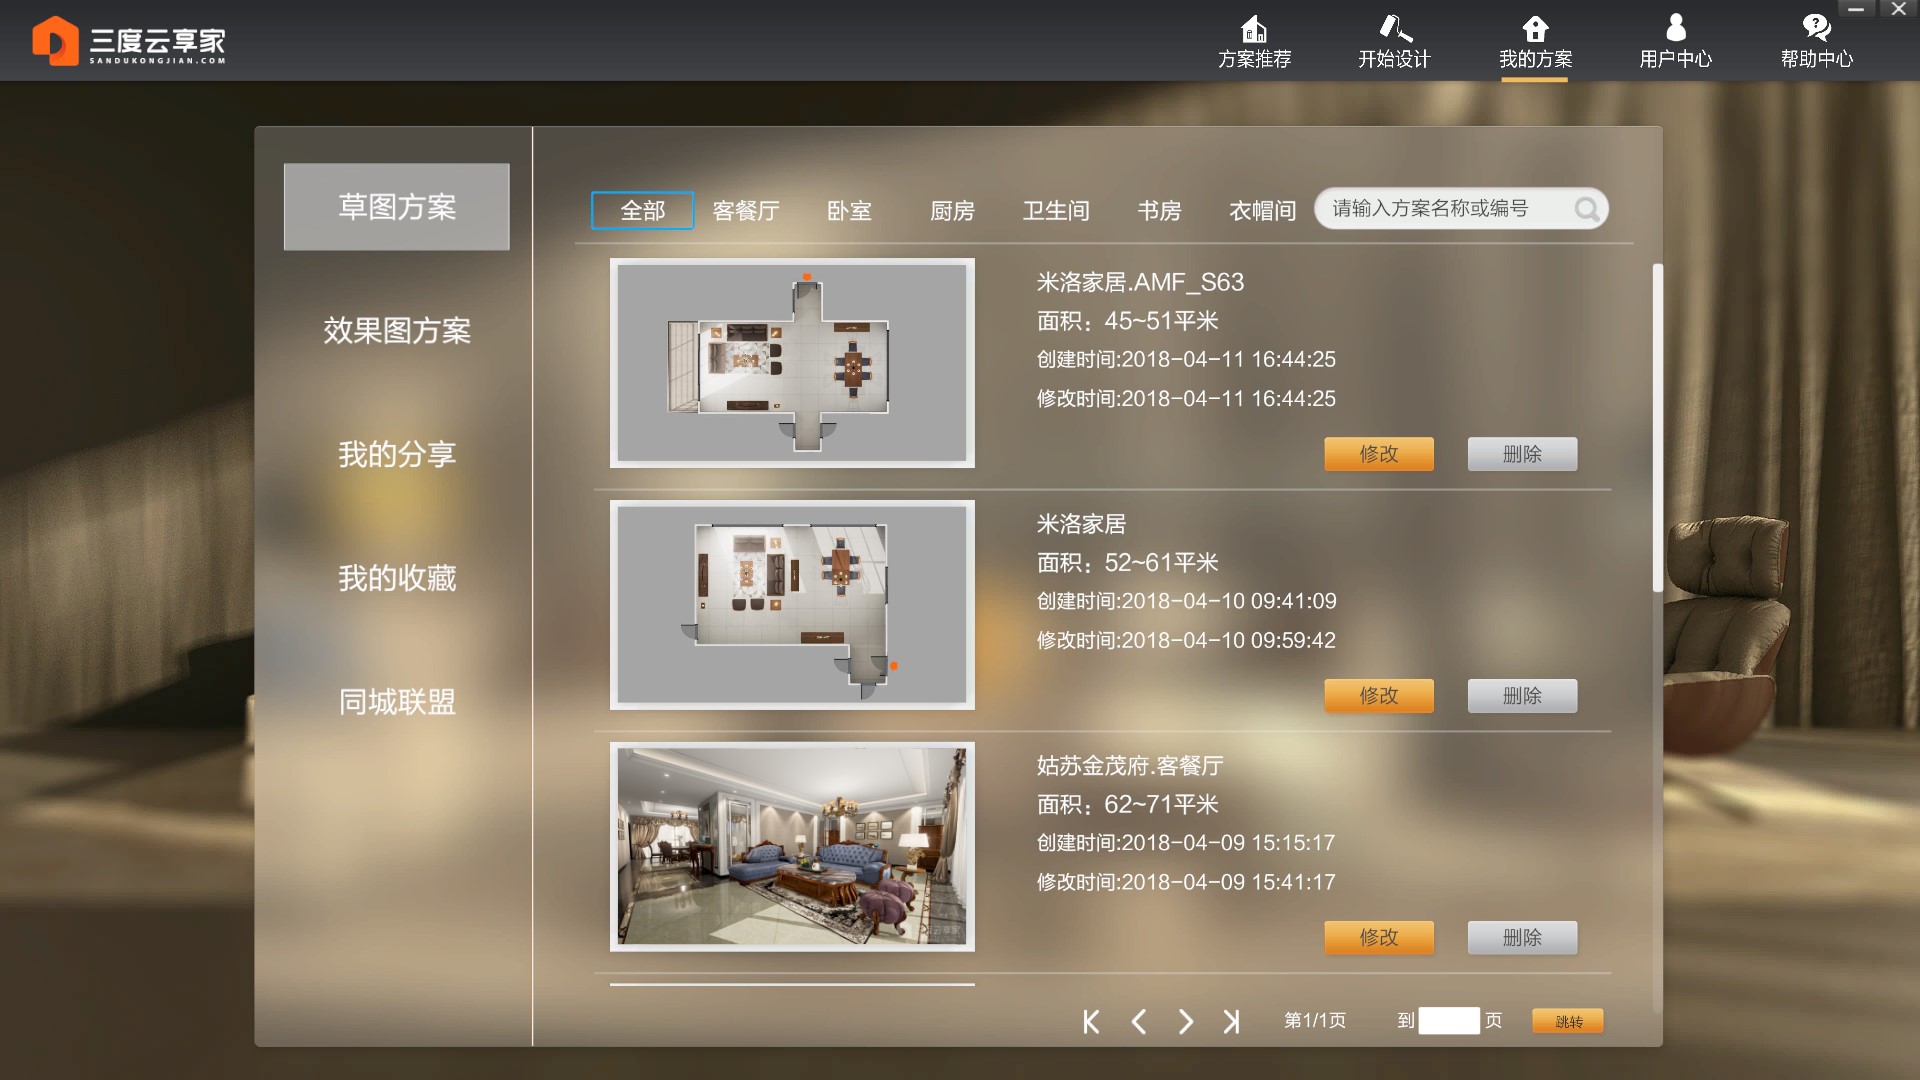 三度云享家
SANDUKONGJIAN.COM
方案推荐
开始设计
我的方案
用户中心
帮助中心
草图方案
效果图方案
我的分享
我的收藏
同城联盟
全部
客餐厅
卧室
厨房
卫生间
书房
衣帽间
请输入方案名称或编号
米洛家居.AMF_S63
面积：45~51平米
创建时间:2018-04-11 16:44:25
修改时间:2018-04-11 16:44:25
修改
删除
米洛家居
面积：52~61平米
创建时间:2018-04-10 09:41:09
修改时间:2018-04-10 09:59:42
修改
删除
姑苏金茂府.客餐厅
面积：62~71平米
创建时间:2018-04-09 15:15:17
修改时间:2018-04-09 15:41:17
修改
删除
第1/1页
到 页
跳转